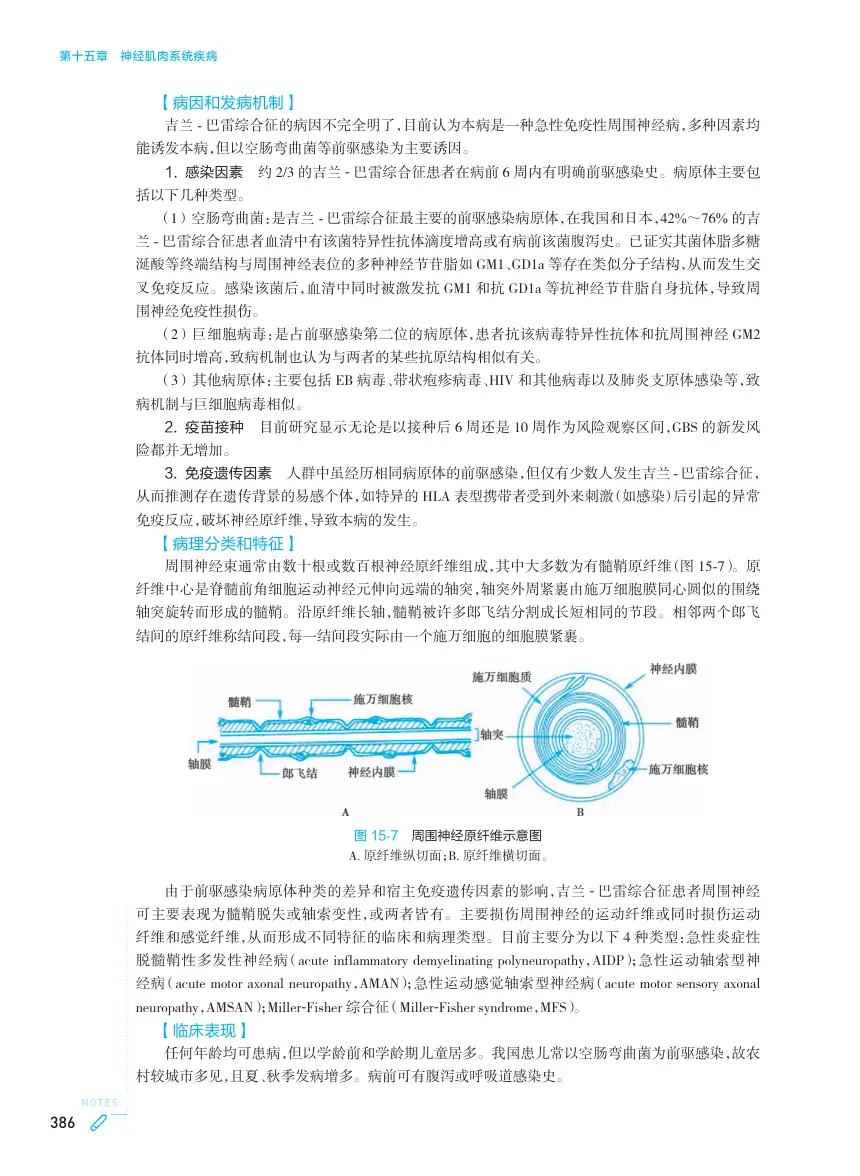 第十五章 神经肌肉系统疾病
【病因和发病机制】
吉兰-巴雷综合征的病因不完全明了,目前认为本病是一种急性免疫性周围神经病,多种因素均
能诱发本病,但以空肠弯曲菌等前驱感染为主要诱因。
1. 感染因素 约 2/3 的吉兰-巴雷综合征患者在病前 6 周内有明确前驱感染史。病原体主要包
括以下几种类型。
(1)空肠弯曲菌:是吉兰-巴雷综合征最主要的前驱感染病原体,在我国和日本,42%~76% 的吉
兰-巴雷综合征患者血清中有该菌特异性抗体滴度增高或有病前该菌腹泻史。已证实其菌体脂多糖
涎酸等终端结构与周围神经表位的多种神经节苷脂如 GM1、GD1a 等存在类似分子结构,从而发生交
叉免疫反应。感染该菌后,血清中同时被激发抗 GM1 和抗 GD1a 等抗神经节苷脂自身抗体,导致周
围神经免疫性损伤。
(2)巨细胞病毒:是占前驱感染第二位的病原体,患者抗该病毒特异性抗体和抗周围神经 GM2
抗体同时增高,致病机制也认为与两者的某些抗原结构相似有关。
(3)其他病原体:主要包括 EB 病毒、带状疱疹病毒、HIV 和其他病毒以及肺炎支原体感染等,致
病机制与巨细胞病毒相似。
2. 疫苗接种 目前研究显示无论是以接种后 6 周还是 10 周作为风险观察区间,GBS 的新发风
险都并无增加。
3. 免疫遗传因素 人群中虽经历相同病原体的前驱感染,但仅有少数人发生吉兰-巴雷综合征,
从而推测存在遗传背景的易感个体,如特异的 HLA 表型携带者受到外来刺激(如感染)后引起的异常
免疫反应,破坏神经原纤维,导致本病的发生。
【病理分类和特征】
周围神经束通常由数十根或数百根神经原纤维组成,其中大多数为有髓鞘原纤维(图 15-7)。原
纤维中心是脊髓前角细胞运动神经元伸向远端的轴突,轴突外周紧裹由施万细胞膜同心圆似的围绕
轴突旋转而形成的髓鞘。沿原纤维长轴,髓鞘被许多郎飞结分割成长短相同的节段。相邻两个郎飞
结间的原纤维称结间段,每一结间段实际由一个施万细胞的细胞膜紧裹。
髓鞘
施万细胞核
轴膜
郎飞结
神经内膜
轴突
A
施万细胞质
神经内膜
髓鞘
施万细胞核
轴膜
B
图 15-7 周围神经原纤维示意图
A. 原纤维纵切面;B. 原纤维横切面。
由于前驱感染病原体种类的差异和宿主免疫遗传因素的影响,吉兰-巴雷综合征患者周围神经
可主要表现为髓鞘脱失或轴索变性,或两者皆有。主要损伤周围神经的运动纤维或同时损伤运动
纤维和感觉纤维,从而形成不同特征的临床和病理类型。目前主要分为以下 4 种类型:急性炎症性
脱髓鞘性多发性神经病(acute inflammatory demyelinating polyneuropathy,AIDP);急性运动轴索型神
经病(acute motor axonal neuropathy,AMAN);急性运动感觉轴索型神经病(acute motor sensory axonal
neuropathy,AMSAN);Miller-Fisher 综合征(Miller-Fisher syndrome,MFS)。
【临床表现】
任何年龄均可患病,但以学龄前和学龄期儿童居多。我国患儿常以空肠弯曲菌为前驱感染,故农
村较城市多见,且夏、秋季发病增多。病前可有腹泻或呼吸道感染史。
NOTES
386